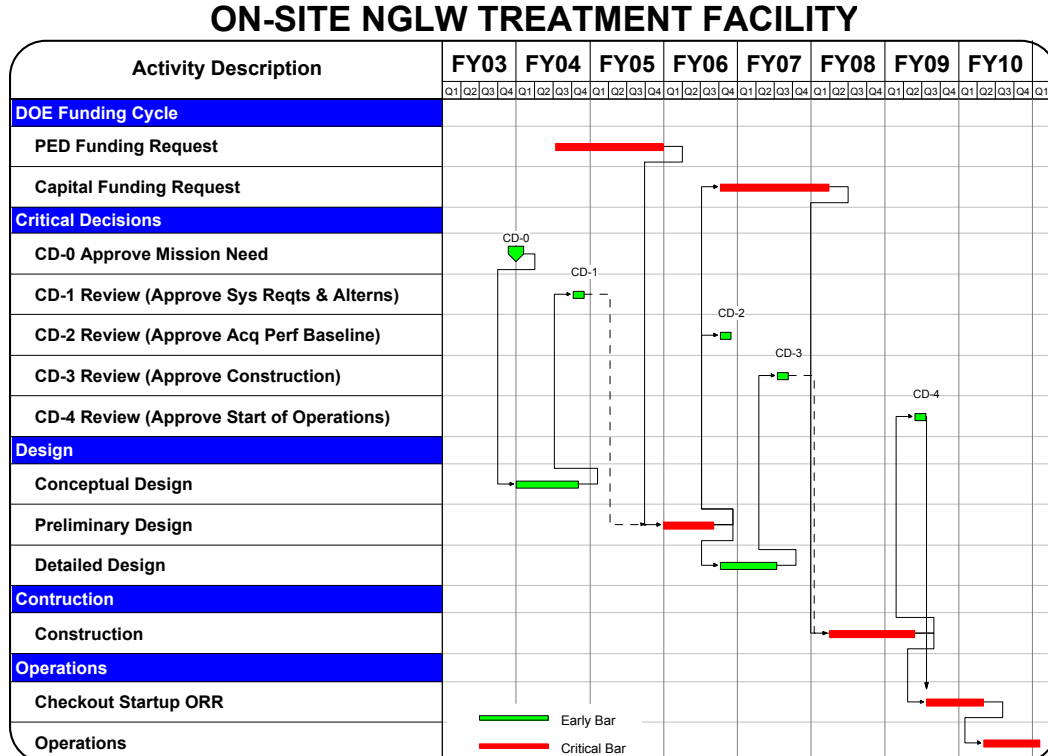 ON-SITE NGLW TREATMENT FACILITY
Activity Description FY03 FY04 FY05 FY06 FY07 FY08 FY09 FY10
Q1 Q2 Q3 Q4 Q1 Q2 Q3 Q4 Q1 Q2 Q3 Q4 Q1 Q2 Q3 Q4 Q1 Q2 Q3 Q4 Q1 Q2 Q3 Q4 Q1 Q2 Q3 Q4 Q1 Q2 Q3 Q4 Q1
DOE Funding Cycle
PED Funding Request
Capital Funding Request
Critical Decisions
CD-0
CD-0 Approve Mission Need
CD-1
CD-1 Review (Approve Sys Reqts & Alterns)
CD-2
CD-2 Review (Approve Acq Perf Baseline)
CD-3
CD-3 Review (Approve Construction)
CD-4
CD-4 Review (Approve Start of Operations)
Design
Conceptual Design
Preliminary Design
Detailed Design
Contruction
Construction
Operations
Checkout Startup ORR
Early Bar
Operations
Critical Bar